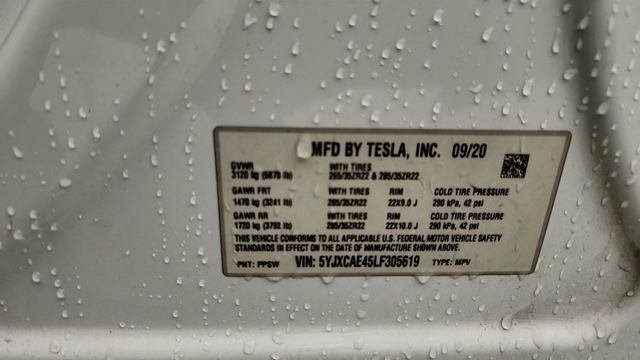 MFD BY TESLA, INC. 09/20
GVWR WITH TIRES
3120 kg (6878 lb) 265/35ZR22 & 285/35ZR22
GAWR FRT WITH TIRES RIM COLD TIRE PRESSURE
1470 kg (3241 lb) 265/35ZR22 22X9.0 J 290 kPa, 42 psi
GAWR RR WITH TIRES RIM COLD TIRE PRESSURE
1720 kg (3792 lb) 285/35ZR22 22X10.0 J 290 kPa, 42 psi
THIS VEHICLE CONFORMS TO ALL APPLICABLE U.S. FEDERAL MOTOR VEHICLE SAFETY
STANDARDS IN EFFECT ON THE DATE OF MANUFACTURE SHOWN ABOVE.
PNT: PPSW VIN: 5YJXCAE45LF305619 TYPE: MPV